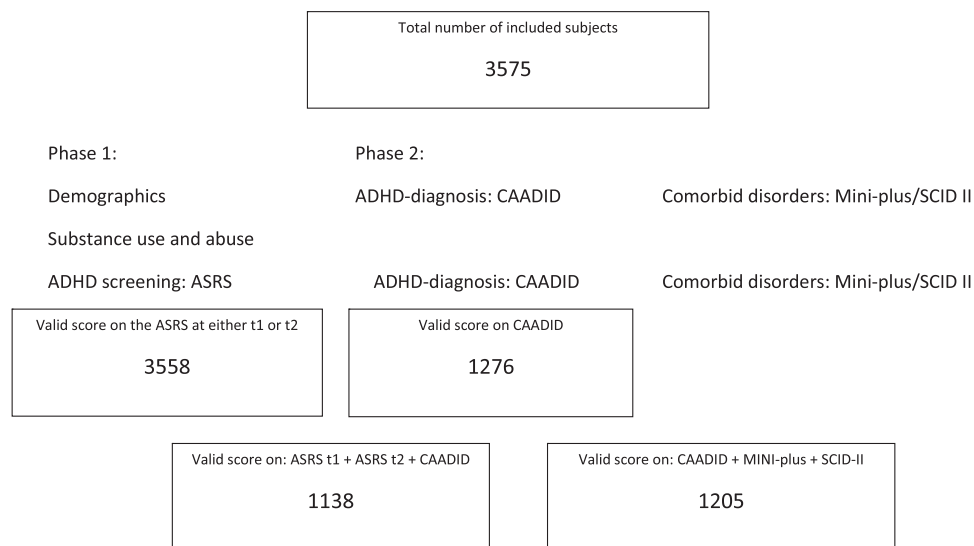 Total number of included subjects
3575
Phase 1:
Phase 2:
Demographics
ADHD-diagnosis: CAADID
Comorbid disorders: Mini-plus/SCID II
Substance use and abuse
ADHD screening: ASRS
ADHD-diagnosis: CAADID
Comorbid disorders: Mini-plus/SCID II
Valid score on the ASRS at either t1 or t2
3558
Valid score on CAADID
1276
Valid score on: ASRS t1 + ASRS t2 + CAADID
1138
Valid score on: CAADID + MINI-plus + SCID-II
1205